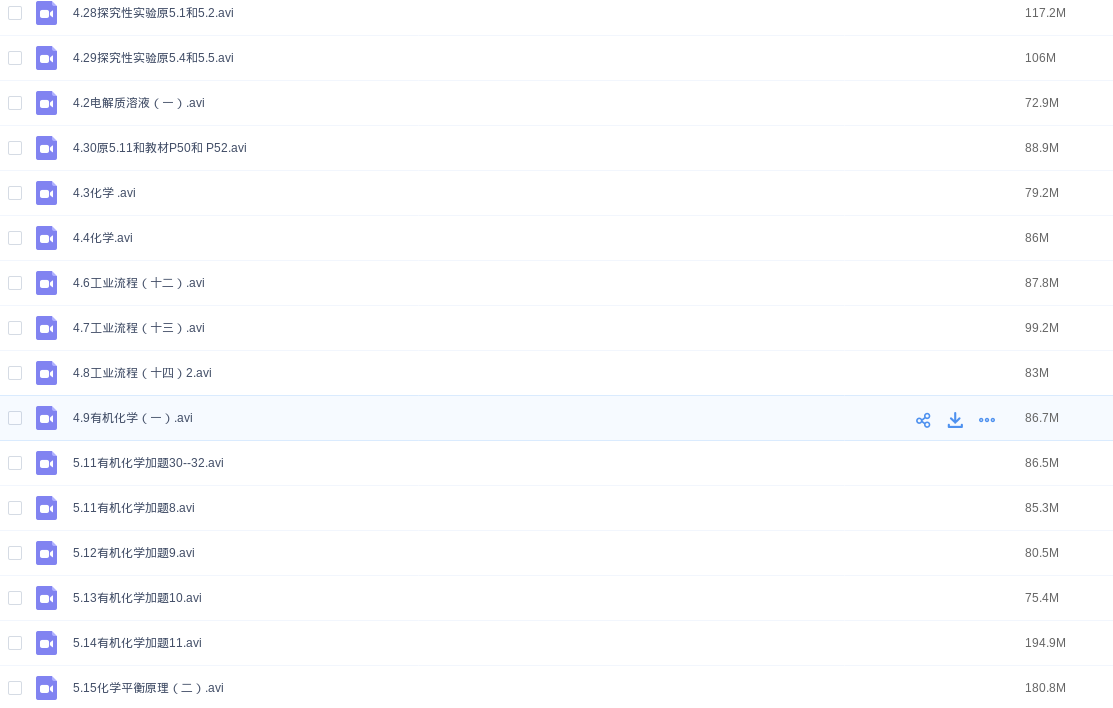 4.28探究性实验原5.1和5.2.avi 117.2M
4.29探究性实验原5.4和5.5.avi 106M
4.2电解质溶液（一）.avi 72.9M
4.30原5.11和教材P50和 P52.avi 88.9M
4.3化学 .avi 79.2M
4.4化学.avi 86M
4.6工业流程（十二）.avi 87.8M
4.7工业流程（十三）.avi 99.2M
4.8工业流程（十四）2.avi 83M
4.9有机化学（一）.avi 86.7M
5.11有机化学加题30--32.avi 86.5M
5.11有机化学加题8.avi 85.3M
5.12有机化学加题9.avi 80.5M
5.13有机化学加题10.avi 75.4M
5.14有机化学加题11.avi 194.9M
5.15化学平衡原理（二）.avi 180.8M